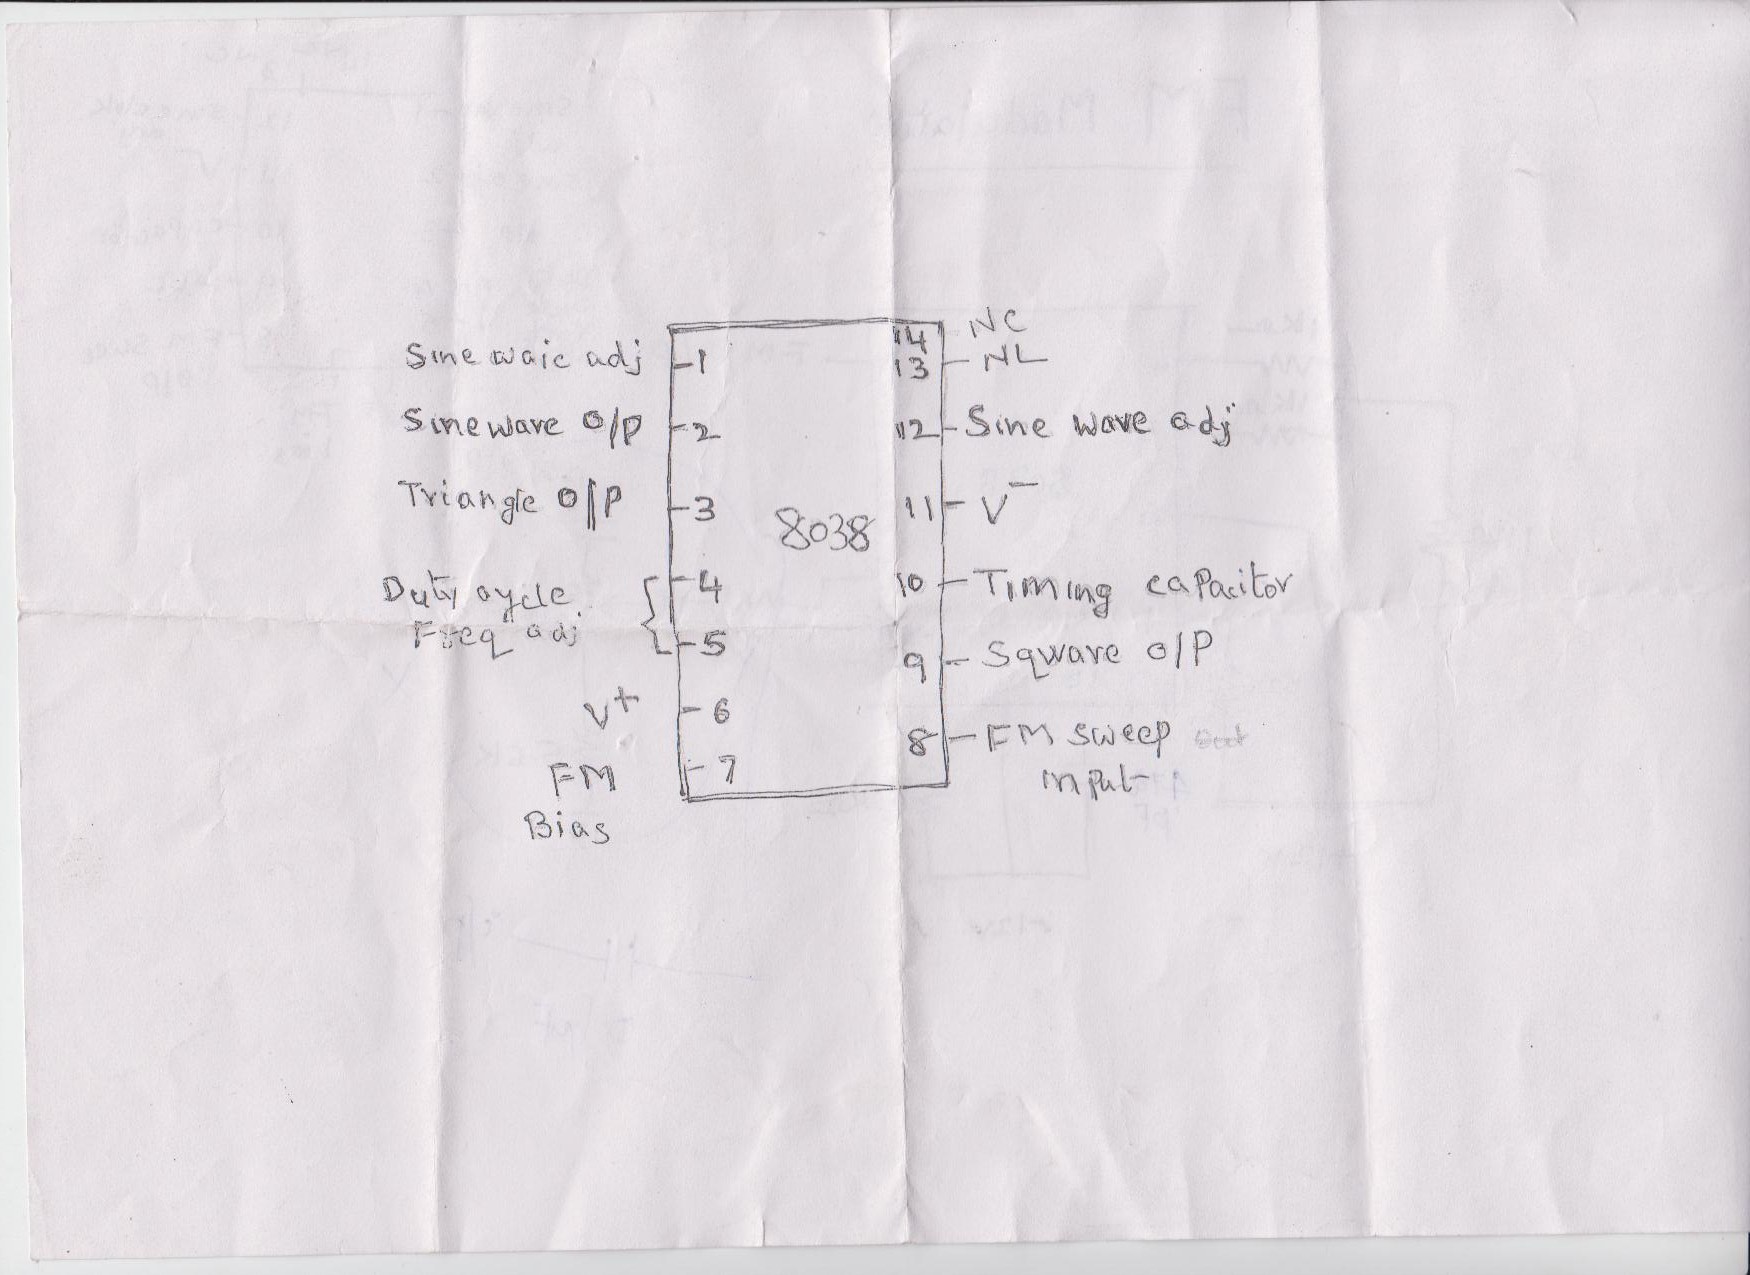 NC
14
Sine waic adj 1 13 NL
Sinewave o/p 2 12 Sine wave adj
Triangle o/p 3 8038 11 V-
Duty cycle 4 10 Timing capacitor
Freq adj 5 9 Sqware o/p
V+ 6 8 FM sweep
FM 7 input
Bias